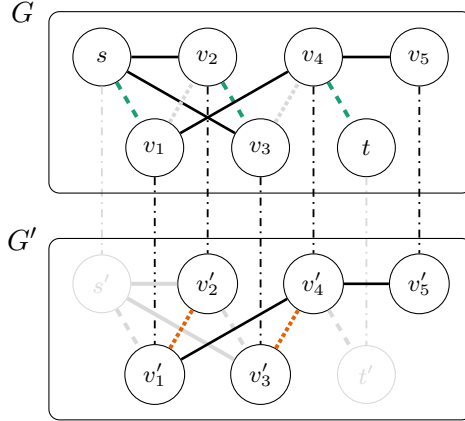 G
s v₂ v₄ v₅
v₁ v₃ t
G′
s′ v′₂ v′₄ v′₅
v′₁ v′₃ t′